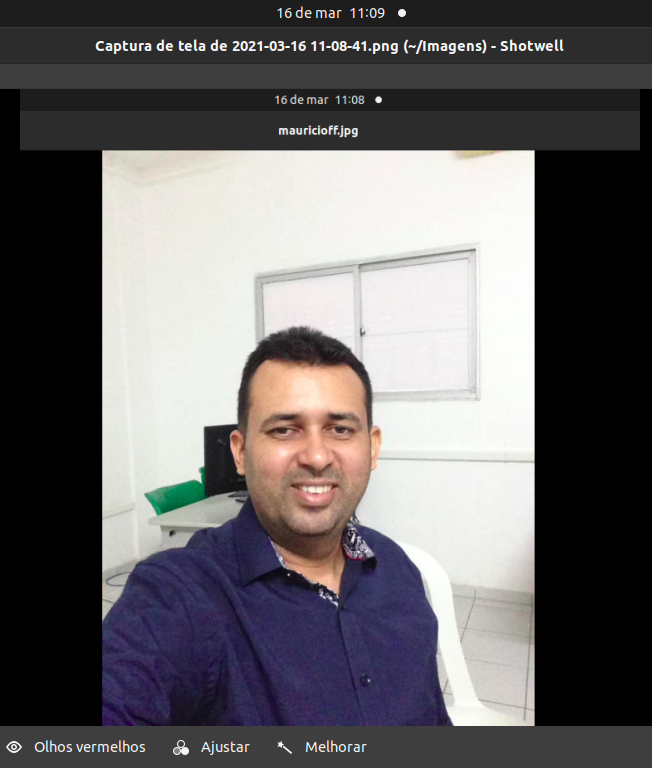 16 de mar 11:09
Captura de tela de 2021-03-16 11-08-41.png (~/Imagens) - Shotwell
16 de mar 11:08
mauricioff.jpg
Olhos vermelhos Ajustar Melhorar